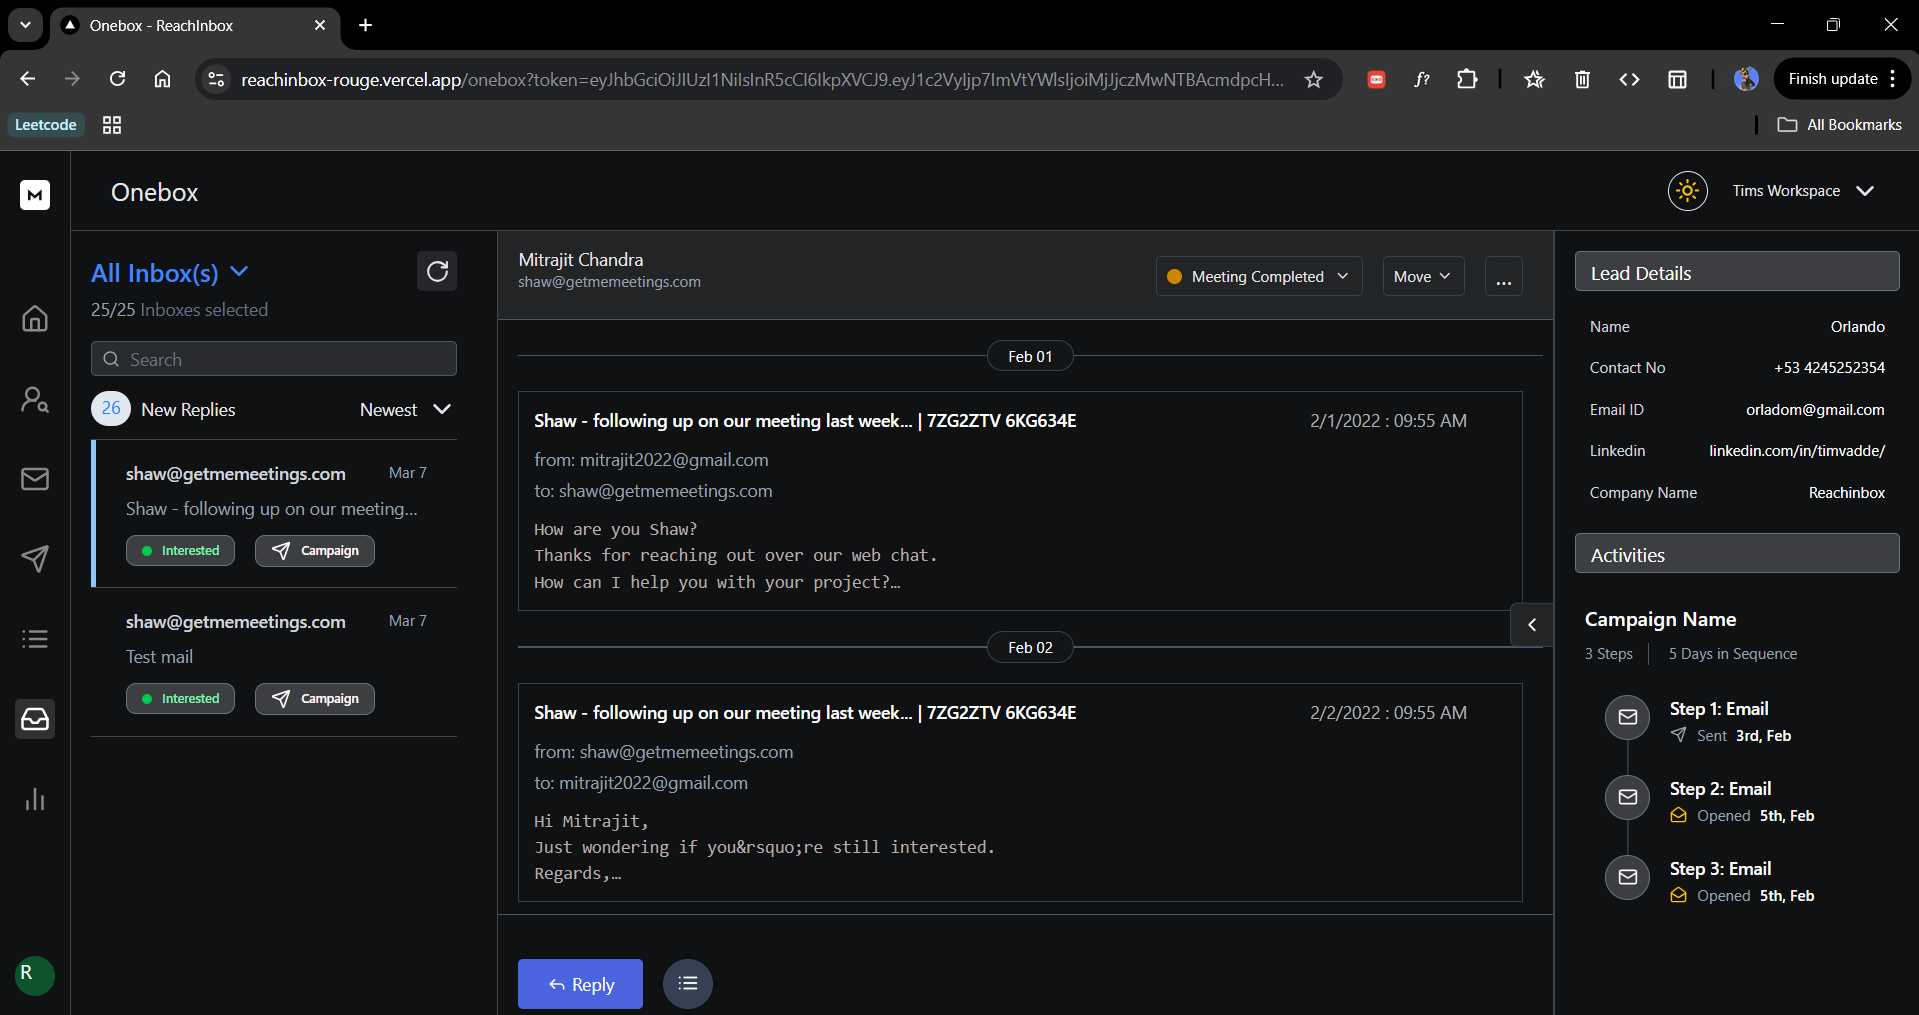 Onebox - ReachInbox
reachinbox-rouge.vercel.app/onebox?token=
Finish update
Leetcode
All Bookmarks
M
Onebox
Tims Workspace
All Inbox(s)
25/25 Inboxes selected
Search
26 New Replies
Newest
shaw@getmemeetings.com Mar 7
Shaw - following up on our meeting...
Interested Campaign
shaw@getmemeetings.com Mar 7
Test mail
Interested Campaign
R
Mitrajit Chandra
shaw@getmemeetings.com
Meeting Completed
Move
...
Feb 01
Shaw - following up on our meeting last week... | 7ZG2ZTV 6KG634E 2/1/2022 : 09:55 AM
from: mitrajit2022@gmail.com
to: shaw@getmemeetings.com
How are you Shaw?
Thanks for reaching out over our web chat.
How can I help you with your project?…
Feb 02
Shaw - following up on our meeting last week... | 7ZG2ZTV 6KG634E 2/2/2022 : 09:55 AM
from: shaw@getmemeetings.com
to: mitrajit2022@gmail.com
Hi Mitrajit,
Just wondering if you&rsquo;re still interested.
Regards,…
Reply
Lead Details
Name Orlando
Contact No +53 4245252354
Email ID orladom@gmail.com
Linkedin linkedin.com/in/timvadde/
Company Name Reachinbox
Activities
Campaign Name
3 Steps 5 Days in Sequence
Step 1: Email
Sent 3rd, Feb
Step 2: Email
Opened 5th, Feb
Step 3: Email
Opened 5th, Feb